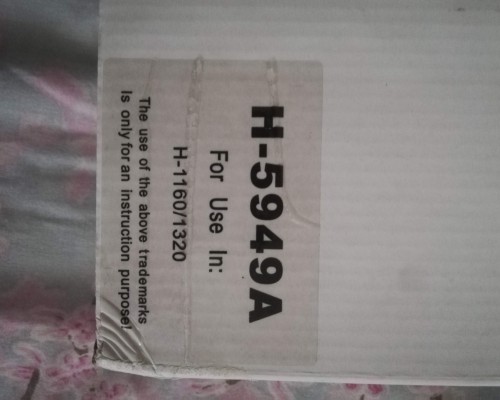 H-5949A
For Use In:
H-1160/1320
The use of the above trademarks
Is only for an instruction purpose!